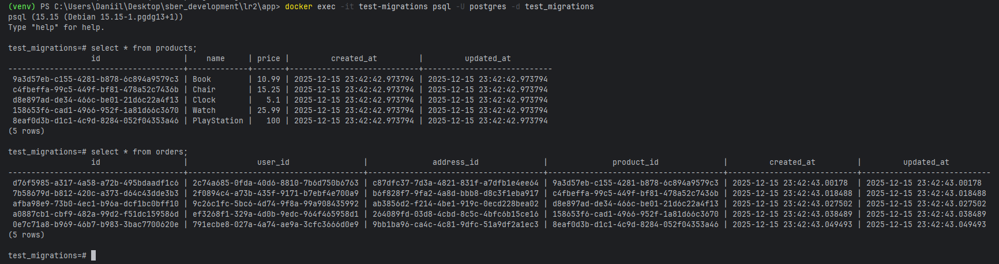 (venv) PS C:\Users\Daniil\Desktop\sber_development\lr2\app> docker exec -it test-migrations psql -U postgres -d test_migrations
psql (15.15 (Debian 15.15-1.pgdg13+1))
Type "help" for help.
test_migrations=# select * from products;
id | name | price | created_at | updated_at
--------------------------------------+-------------+-------+----------------------------+----------------------------
9a3d57eb-c155-4281-b878-6c894a9579c3 | Book | 10.99 | 2025-12-15 23:42:42.973794 | 2025-12-15 23:42:42.973794
c4fbeffa-99c5-449f-bf81-478a52c7436b | Chair | 15.25 | 2025-12-15 23:42:42.973794 | 2025-12-15 23:42:42.973794
d8e897ad-de34-466c-be01-21d6c22a4f13 | Clock | 5.1 | 2025-12-15 23:42:42.973794 | 2025-12-15 23:42:42.973794
158653f6-cad1-4966-952f-1a81d66c3670 | Watch | 25.99 | 2025-12-15 23:42:42.973794 | 2025-12-15 23:42:42.973794
8eaf0d3b-d1c1-4c9d-8284-052f04353a46 | PlayStation | 100 | 2025-12-15 23:42:42.973794 | 2025-12-15 23:42:42.973794
(5 rows)
test_migrations=# select * from orders;
id | user_id | address_id | product_id | created_at | updated_at
--------------------------------------+--------------------------------------+--------------------------------------+--------------------------------------+----------------------------+----------------------------
d76f5985-a317-4a58-a72b-495bdaadf1c6 | 2c74a685-0fda-40d6-8810-7b6d750b6763 | c87dfc37-7d3a-4821-831f-a7dfb1e4ee64 | 9a3d57eb-c155-4281-b878-6c894a9579c3 | 2025-12-15 23:42:43.00178 | 2025-12-15 23:42:43.00178
7b58679d-b812-420c-a373-d64c43dde3b3 | 2f0894c4-a73b-435f-9171-b7ebf4e700a9 | b6f828f7-9fa2-4a8d-bbb8-d8c3f1eba917 | c4fbeffa-99c5-449f-bf81-478a52c7436b | 2025-12-15 23:42:43.018488 | 2025-12-15 23:42:43.018488
afba98e9-73b0-4ec1-b96a-dcf1bc0bff10 | 9c26c1fc-5bc6-4d74-9f8a-99a908435992 | ab3856d2-f214-4be1-919c-0ecd228bea02 | d8e897ad-de34-466c-be01-21d6c22a4f13 | 2025-12-15 23:42:43.027502 | 2025-12-15 23:42:43.027502
a0887cb1-cbf9-482a-99d2-f51dc159586d | ef3268f1-329a-4d0b-9edc-964f465958d1 | 264089fd-03d8-4cbd-8c5c-4bfc6b15ce16 | 158653f6-cad1-4966-952f-1a81d66c3670 | 2025-12-15 23:42:43.038489 | 2025-12-15 23:42:43.038489
0e7c71a8-b969-46b7-b983-3bac7700620e | 791ecbe8-027a-4a74-ae9a-3cfc3666d0e9 | 9bb1ba96-ca4c-4c81-9dfc-51a9df2a1ec3 | 8eaf0d3b-d1c1-4c9d-8284-052f04353a46 | 2025-12-15 23:42:43.049493 | 2025-12-15 23:42:43.049493
(5 rows)
test_migrations=#